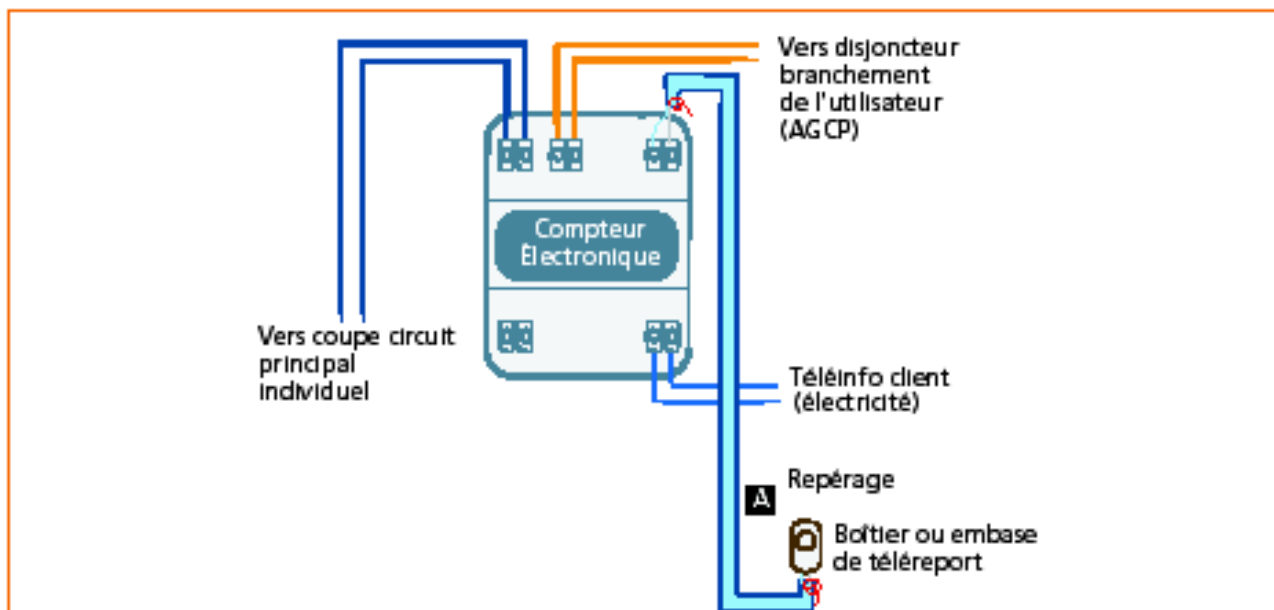 Vers disjoncteur
branchement
de l'utilisateur
(AGCP)
Compteur
Électronique
Vers coupe circuit
principal
individuel
Téléinfo client
(électricité)
A
Repérage
Boîtier ou embase
de téléreport